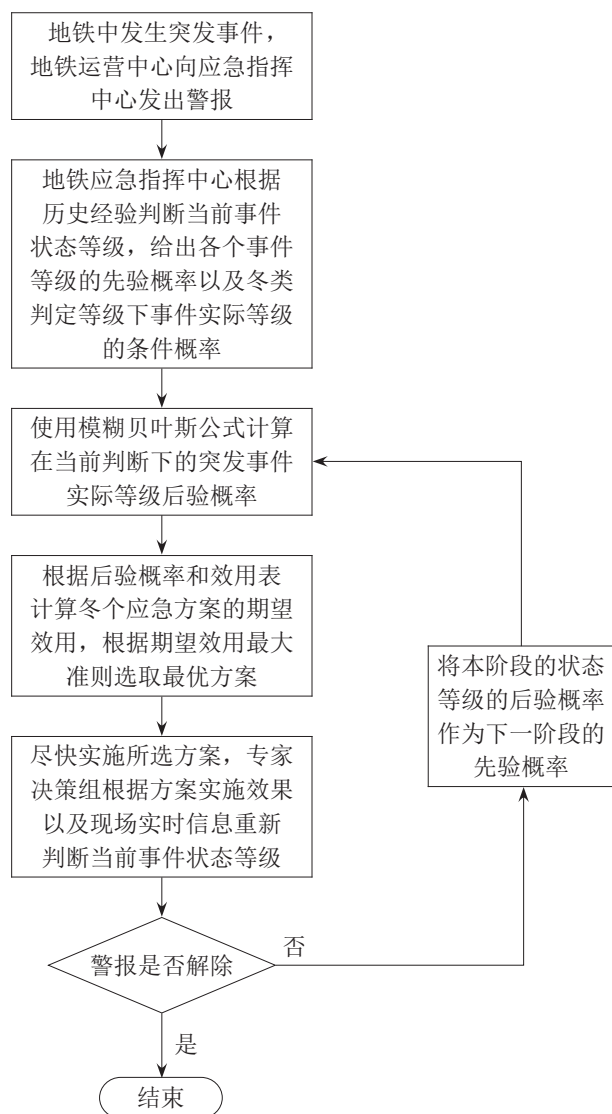 地铁中发生突发事件，
地铁运营中心向应急指挥
中心发出警报
地铁应急指挥中心根据
历史经验判断当前事件
状态等级，给出各个事件
等级的先验概率以及冬类
判定等级下事件实际等级
的条件概率
使用模糊贝叶斯公式计算
在当前判断下的突发事件
实际等级后验概率
根据后验概率和效用表
计算冬个应急方案的期望
效用，根据期望效用最大
准则选取最优方案
将本阶段的状态
等级的后验概率
作为下一阶段的
先验概率
尽快实施所选方案，专家
决策组根据方案实施效果
以及现场实时信息重新
判断当前事件状态等级
警报是否解除
否
是
结束